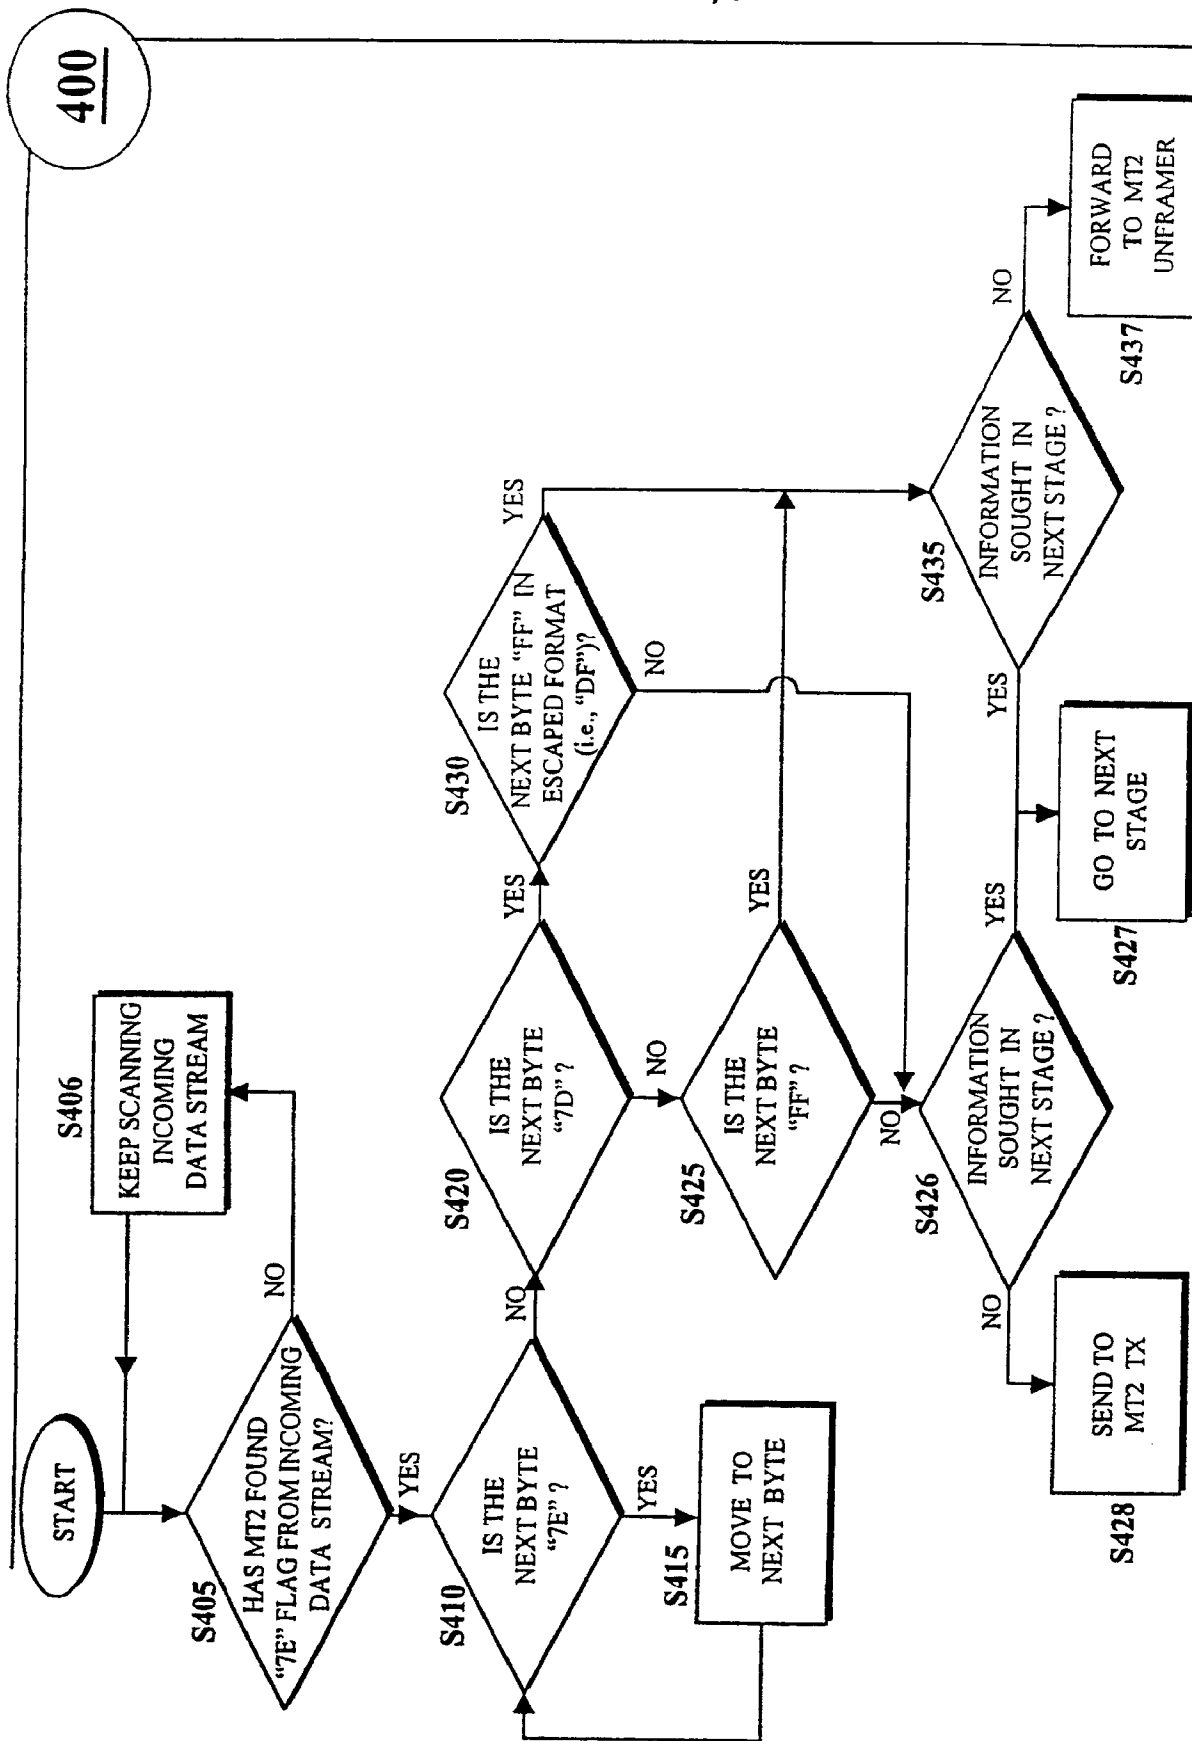 400
START
S405
HAS MT2 FOUND
“7E” FLAG FROM INCOMING
DATA STREAM?
NO
YES
S406
KEEP SCANNING
INCOMING
DATA STREAM
S410
IS THE
NEXT BYTE
“7E” ?
NO
YES
S415
MOVE TO
NEXT BYTE
S420
IS THE
NEXT BYTE
“7D” ?
YES
NO
S430
IS THE
NEXT BYTE “FF” IN
ESCAPED FORMAT
(i.e., “DF”)?
YES
NO
S425
IS THE
NEXT BYTE
“FF” ?
YES
NO
S426
INFORMATION
SOUGHT IN
NEXT STAGE ?
YES
NO
S435
INFORMATION
SOUGHT IN
NEXT STAGE ?
YES
NO
S428
SEND TO
MT2 TX
S427
GO TO NEXT
STAGE
S437
FORWARD
TO MT2
UNFRAMER